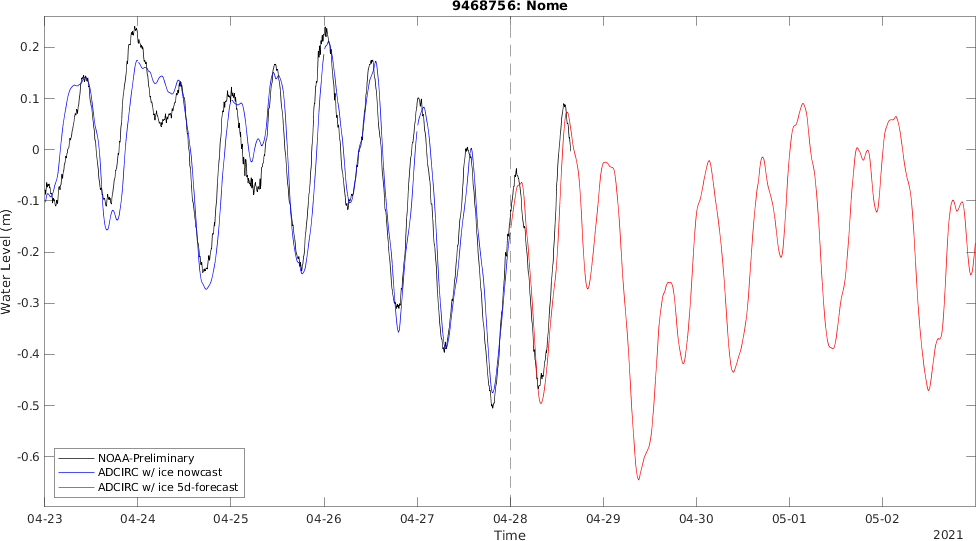 9468756: Nome
Water Level (m)
0.2
0.1
0
-0.1
-0.2
-0.3
-0.4
-0.5
-0.6
NOAA-Preliminary
ADCIRC w/ ice nowcast
ADCIRC w/ ice 5d-forecast
04-23 04-24 04-25 04-26 04-27 04-28 04-29 04-30 05-01 05-02
Time
2021